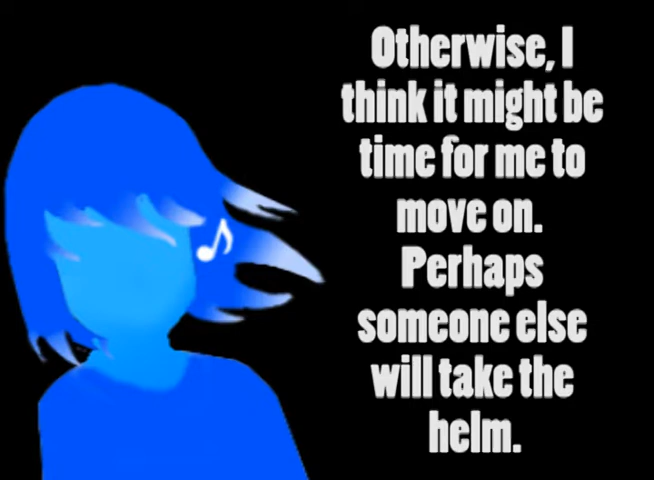 Otherwise, I
think it might be
time for me to
move on.
Perhaps
someone else
will take the
helm.